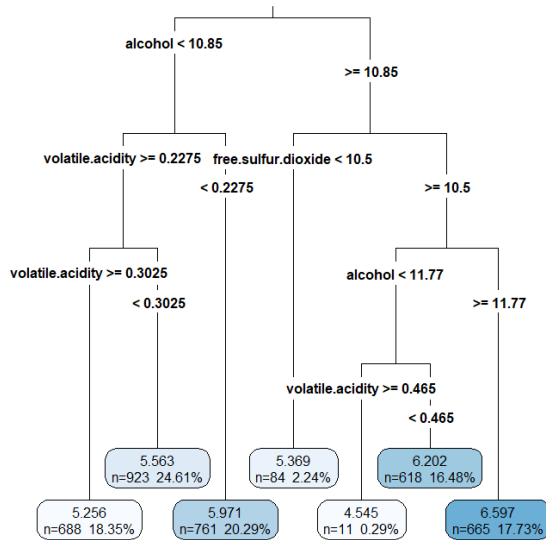 alcohol < 10.85
>= 10.85
volatile.acidity >= 0.2275
free.sulfur.dioxide < 10.5
< 0.2275
>= 10.5
volatile.acidity >= 0.3025
alcohol < 11.77
< 0.3025
>= 11.77
volatile.acidity >= 0.465
< 0.465
5.563
n=923 24.61%
5.369
n=84 2.24%
6.202
n=618 16.48%
5.256
n=688 18.35%
5.971
n=761 20.29%
4.545
n=11 0.29%
6.597
n=665 17.73%